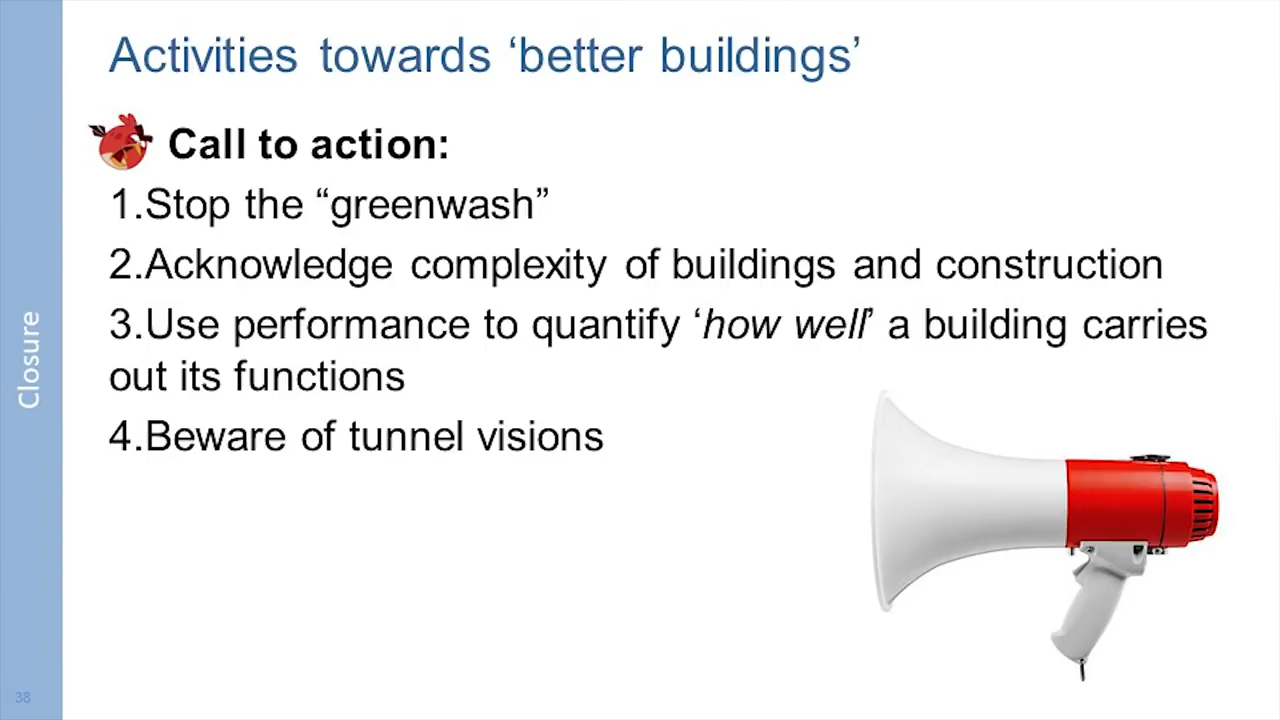 Activities towards ‘better buildings’
Call to action:
1.Stop the “greenwash”
2.Acknowledge complexity of buildings and construction
3.Use performance to quantify ‘how well’ a building carries
out its functions
4.Beware of tunnel visions
Closure
38